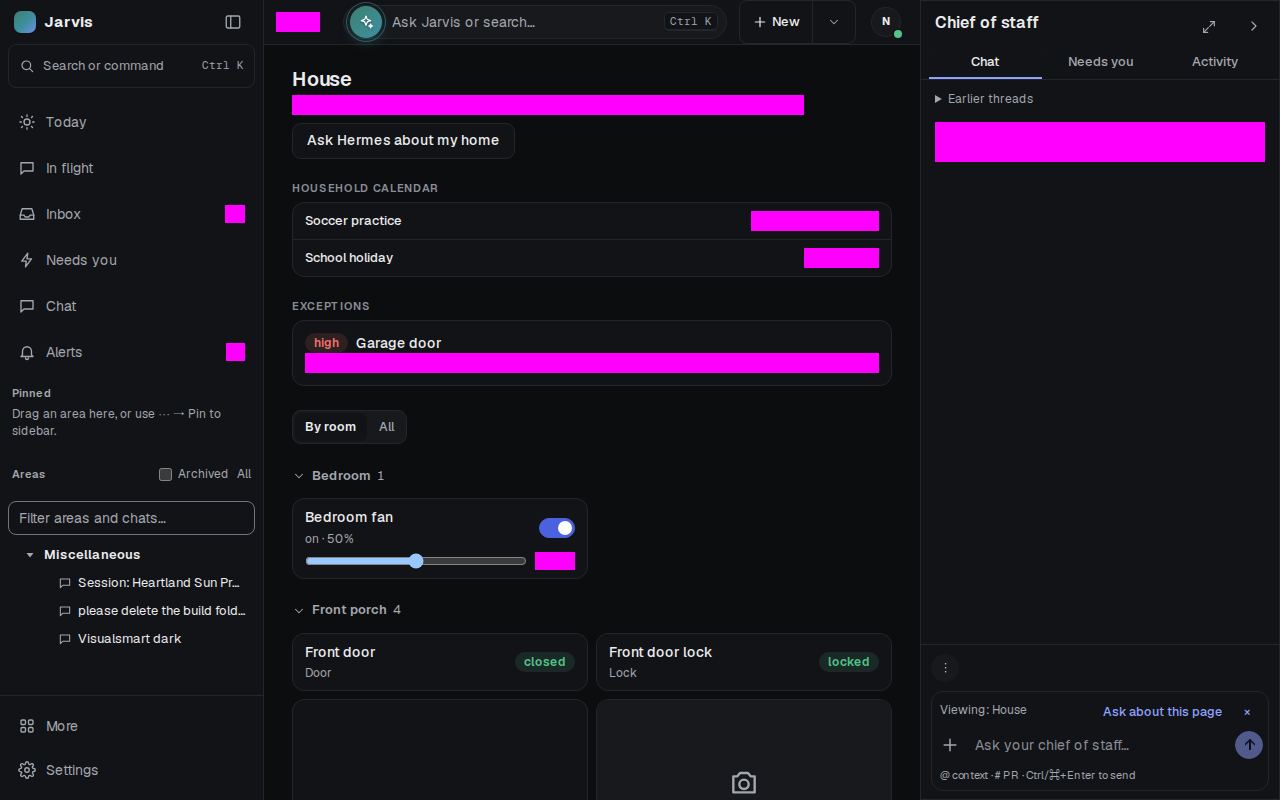 Jarvis
Search or command Ctrl K
Today
In flight
Inbox
Needs you
Chat
Alerts
Pinned
Drag an area here, or use ··· → Pin to
sidebar.
Areas Archived All
Filter areas and chats…
Miscellaneous
Session: Heartland Sun Pr…
please delete the build fold…
Visualsmart dark
More
Settings
Ask Jarvis or search… Ctrl K
New
N
House
Ask Hermes about my home
HOUSEHOLD CALENDAR
Soccer practice
School holiday
EXCEPTIONS
high Garage door
By room All
Bedroom 1
Bedroom fan
on · 50%
Front porch 4
Front door
Door
closed
Front door lock
Lock
locked
Chief of staff
Chat Needs you Activity
Earlier threads
Viewing: House Ask about this page ×
Ask your chief of staff…
@ context · # PR · Ctrl/⌘+Enter to send